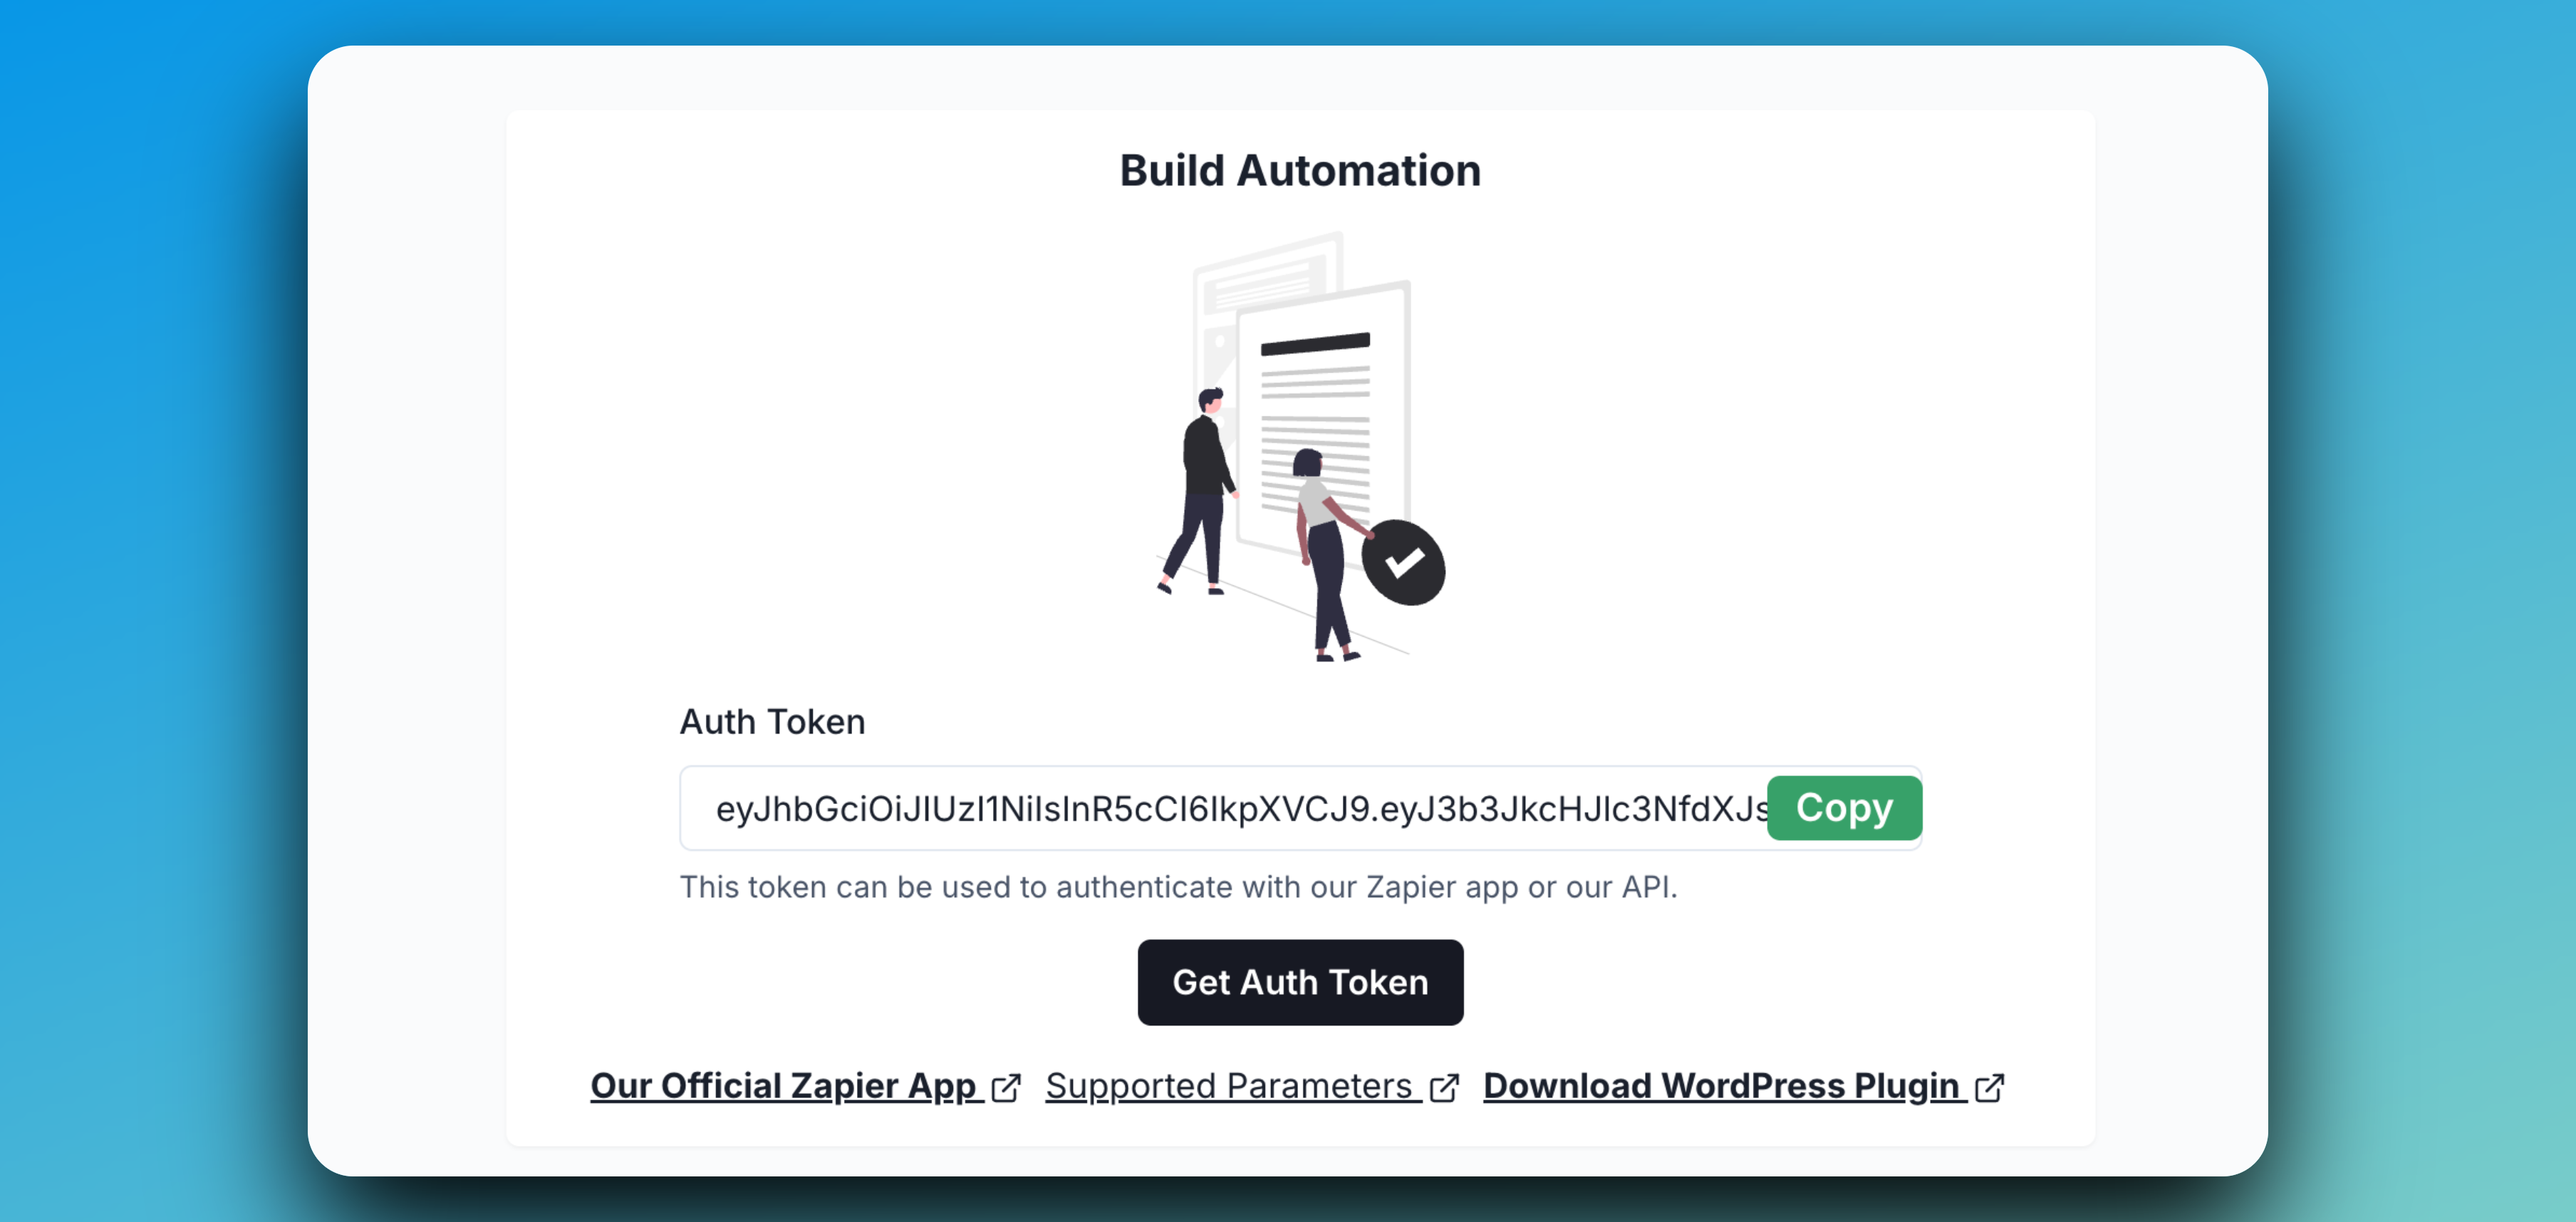 Build Automation
Auth Token
eyJhbGciOiJIUzI1NiIsInR5cCI6IkpXVCJ9.eyJ3b3JkcHJlc3NfdXJs
Copy
This token can be used to authenticate with our Zapier app or our API.
Get Auth Token
Our Official Zapier App Supported Parameters Download WordPress Plugin